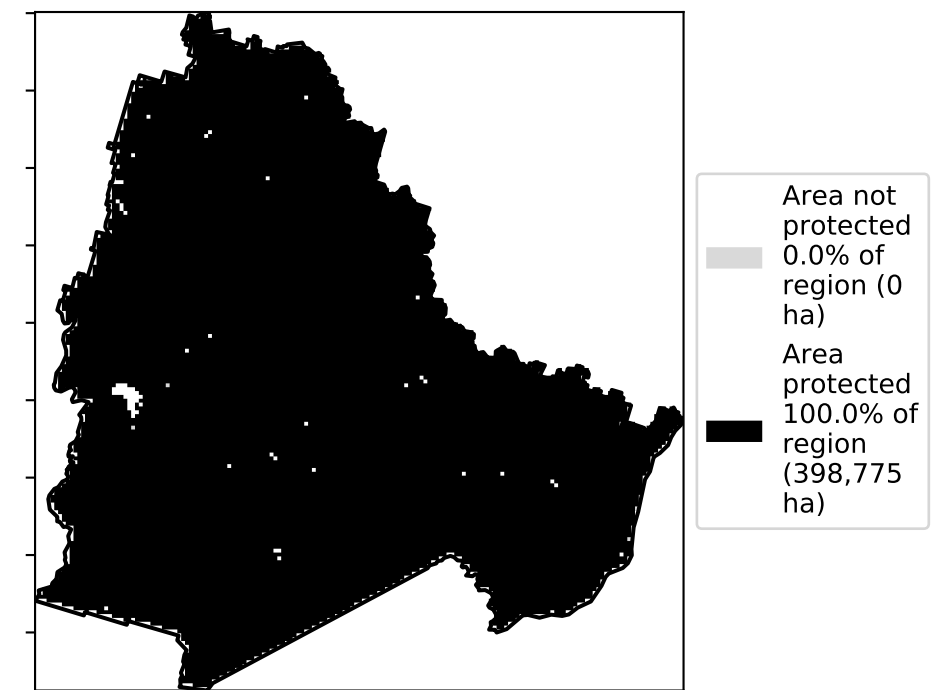 Area not
protected
0.0% of
region (0
ha)
Area
protected
100.0% of
region
(398,775
ha)